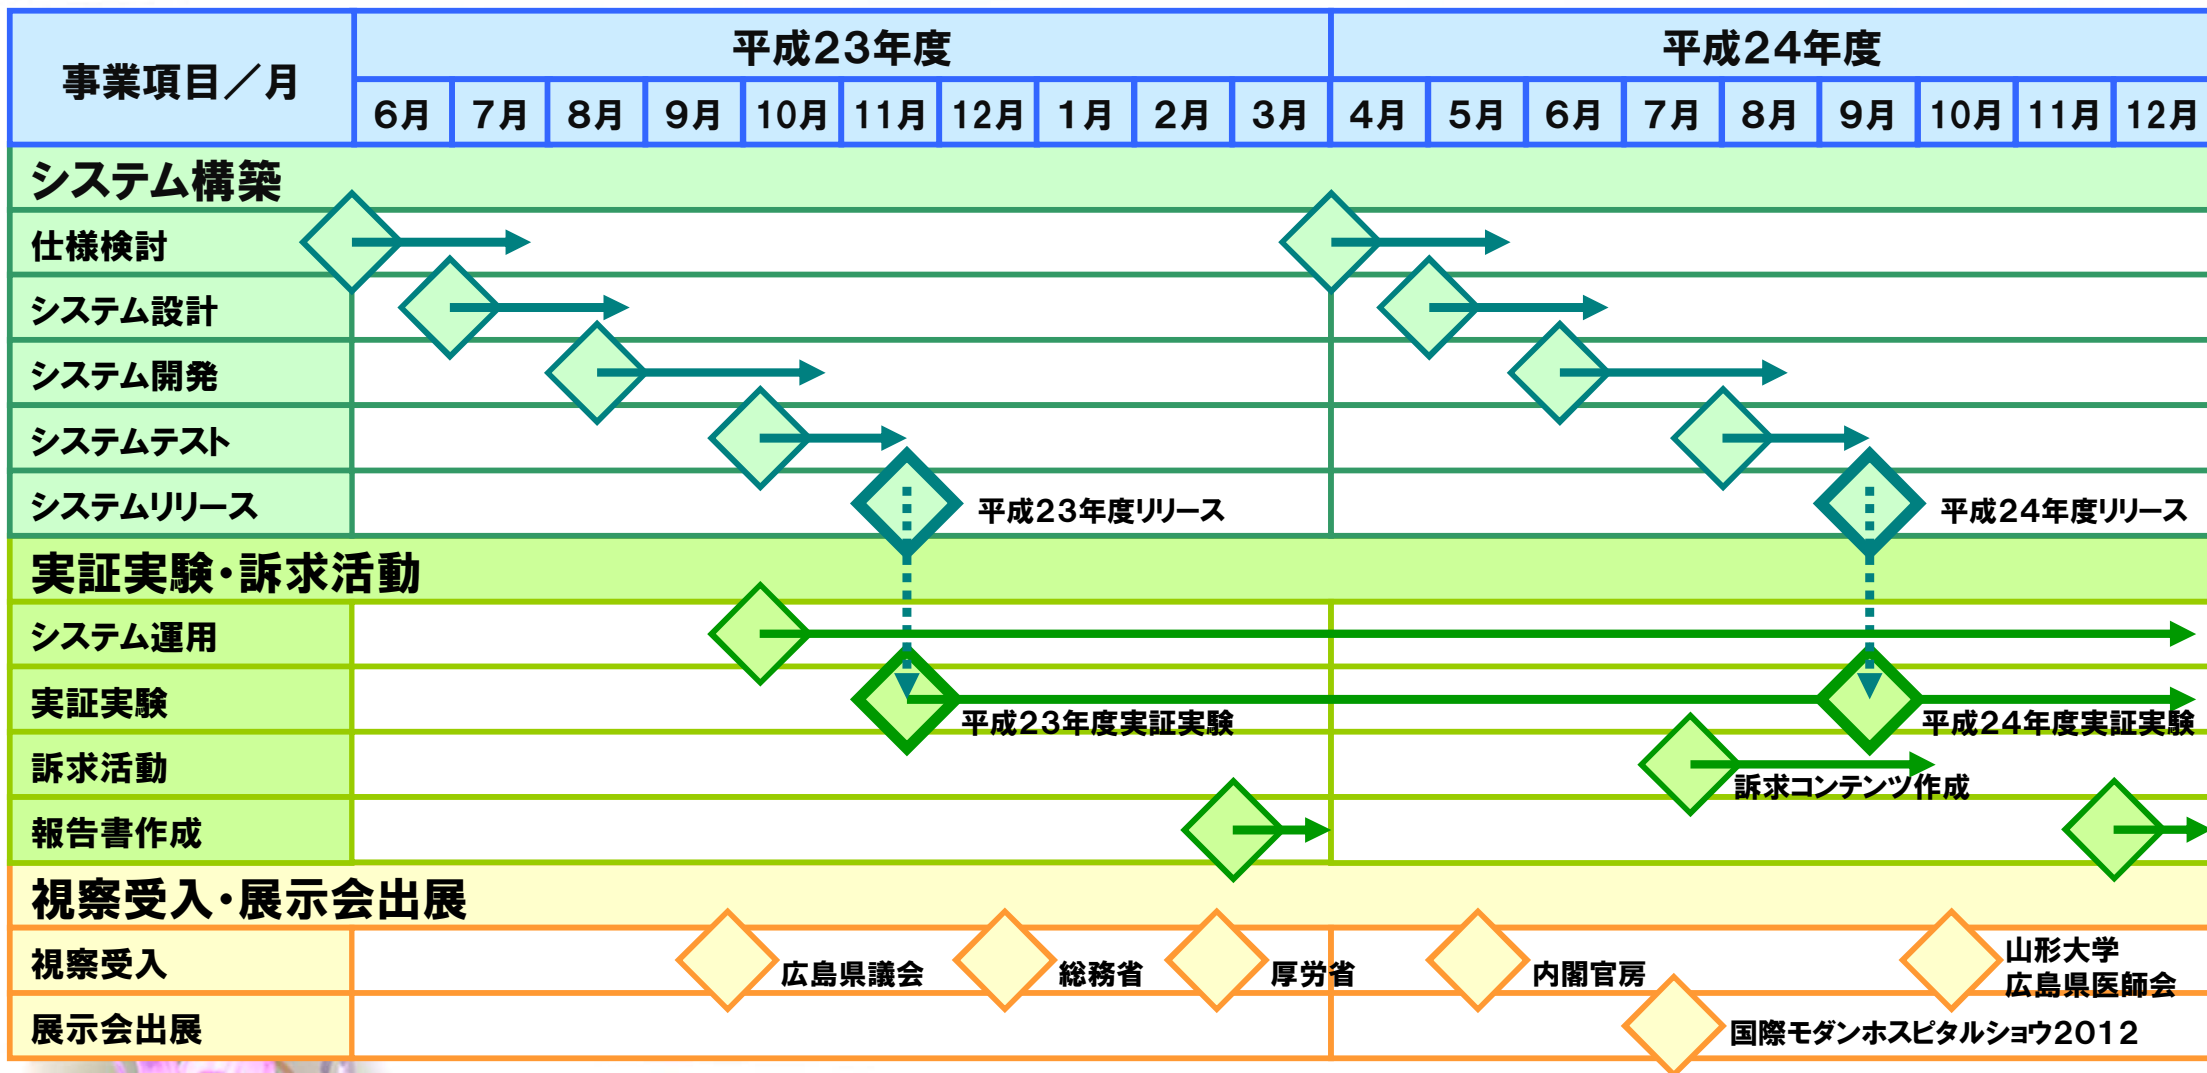 事業項目／月
平成23年度
平成24年度
6月 7月 8月 9月 10月 11月 12月 1月 2月 3月 4月 5月 6月 7月 8月 9月 10月 11月 12月
システム構築
仕様検討
システム設計
システム開発
システムテスト
システムリリース
平成23年度リリース
平成24年度リリース
実証実験・訴求活動
システム運用
実証実験
平成23年度実証実験
平成24年度実証実験
訴求活動
訴求コンテンツ作成
報告書作成
視察受入・展示会出展
視察受入
広島県議会
総務省
厚労省
内閣官房
山形大学
広島県医師会
展示会出展
国際モダンホスピタルショウ2012